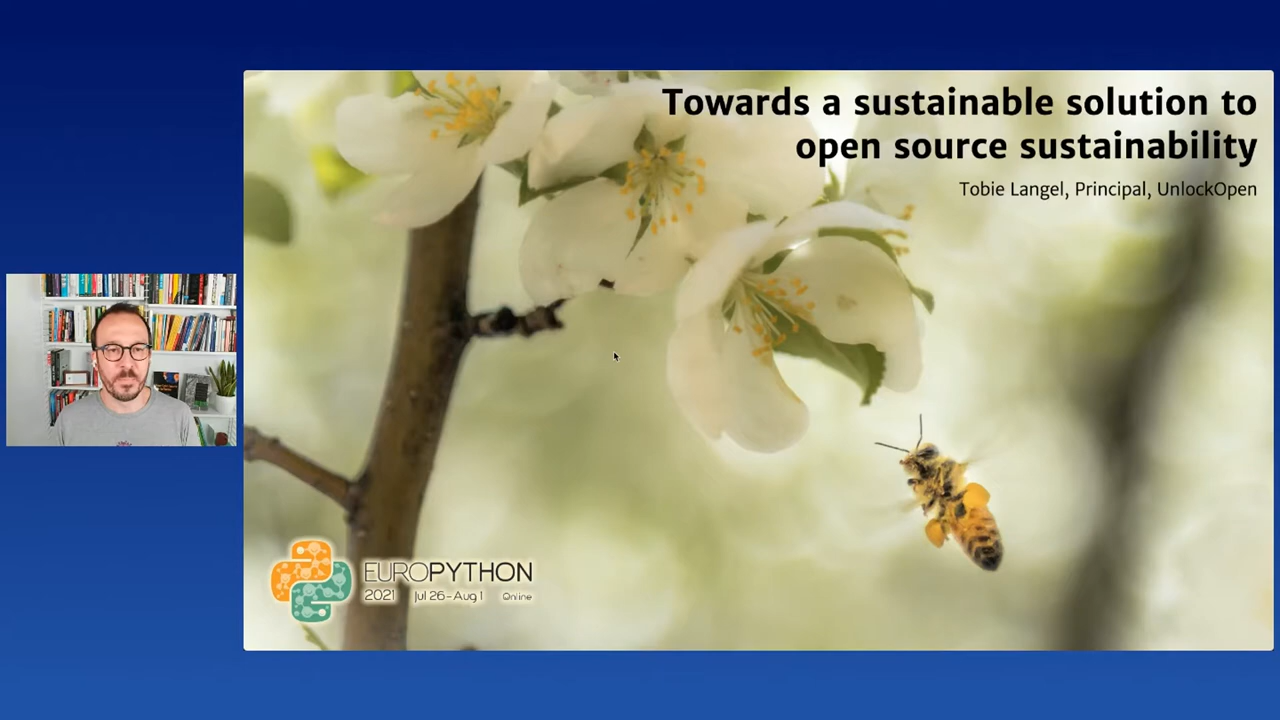 Towards a sustainable solution to
open source sustainability
Tobie Langel, Principal, UnlockOpen
EUROPYTHON
2021 Jul 26-Aug 1 Online